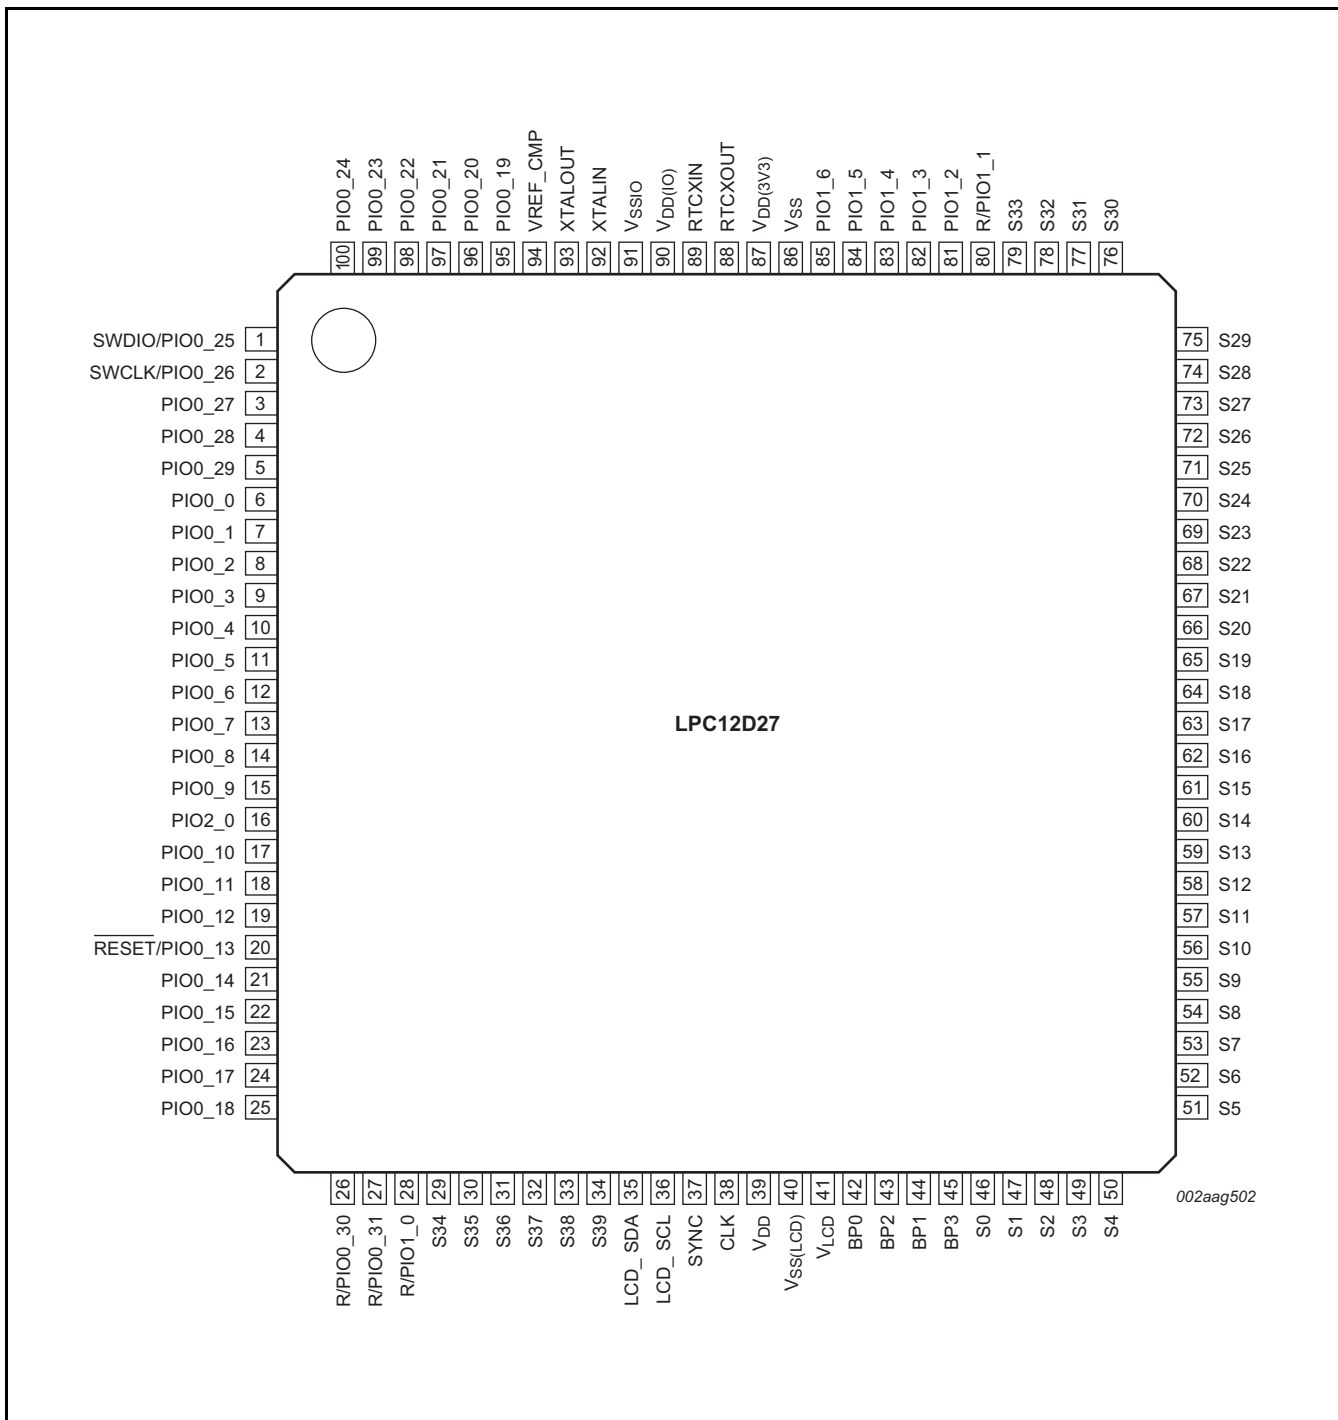 PIO0_24
PIO0_23
PIO0_22
PIO0_21
PIO0_20
PIO0_19
VREF_CMP
XTALOUT
XTALIN
VSSIO
VDD(IO)
RTCXIN
RTCXOUT
VDD(3V3)
VSS
PIO1_6
PIO1_5
PIO1_4
PIO1_3
PIO1_2
R/PIO1_1
S33
S32
S31
S30
100
99
98
97
96
95
94
93
92
91
90
89
88
87
86
85
84
83
82
81
80
79
78
77
76
SWDIO/PIO0_25 1
SWCLK/PIO0_26 2
PIO0_27 3
PIO0_28 4
PIO0_29 5
PIO0_0 6
PIO0_1 7
PIO0_2 8
PIO0_3 9
PIO0_4 10
PIO0_5 11
PIO0_6 12
PIO0_7 13
PIO0_8 14
PIO0_9 15
PIO2_0 16
PIO0_10 17
PIO0_11 18
PIO0_12 19
RESET/PIO0_13 20
PIO0_14 21
PIO0_15 22
PIO0_16 23
PIO0_17 24
PIO0_18 25
LPC12D27
75 S29
74 S28
73 S27
72 S26
71 S25
70 S24
69 S23
68 S22
67 S21
66 S20
65 S19
64 S18
63 S17
62 S16
61 S15
60 S14
59 S13
58 S12
57 S11
56 S10
55 S9
54 S8
53 S7
52 S6
51 S5
26
27
28
29
30
31
32
33
34
35
36
37
38
39
40
41
42
43
44
45
46
47
48
49
50
R/PIO0_30
R/PIO0_31
R/PIO1_0
S34
S35
S36
S37
S38
S39
LCD_ SDA
LCD_ SCL
SYNC
CLK
VDD
VSS(LCD)
VLCD
BP0
BP2
BP1
BP3
S0
S1
S2
S3
S4
002aag502